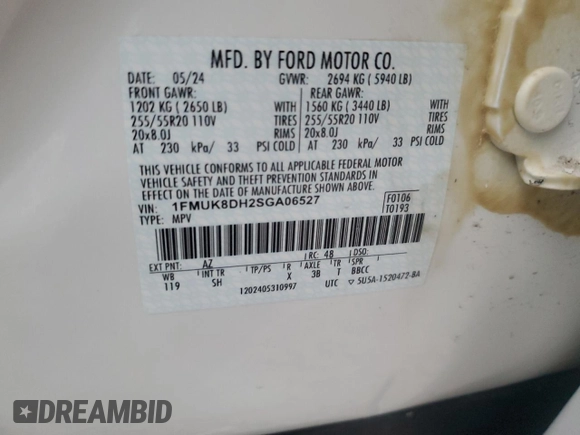 MFD. BY FORD MOTOR CO.
DATE: 05/24 GVWR: 2694 KG ( 5940 LB)
FRONT GAWR: REAR GAWR:
1202 KG ( 2650 LB) WITH 1560 KG ( 3440 LB) WITH
255/55R20 110V TIRES 255/55R20 110V TIRES
20x8.0J RIMS 20x8.0J RIMS
AT 230 kPa/ 33 PSI COLD AT 230 kPa/ 33 PSI COLD
THIS VEHICLE CONFORMS TO ALL APPLICABLE FEDERAL MOTOR
VEHICLE SAFETY AND THEFT PREVENTION STANDARDS IN
EFFECT ON THE DATE OF MANUFACTURE SHOWN ABOVE.
VIN: 1FMUK8DH2SGA06527 F0106
TYPE: MPV T0193
EXT PNT: AZ RC: 48 DSO:
WB INT TR TP/PS R AXLE TR SPR
119 SH X 3B T BBCC
1202405310997 UTC ▽ 5U5A-1520472-BA
DREAMBID